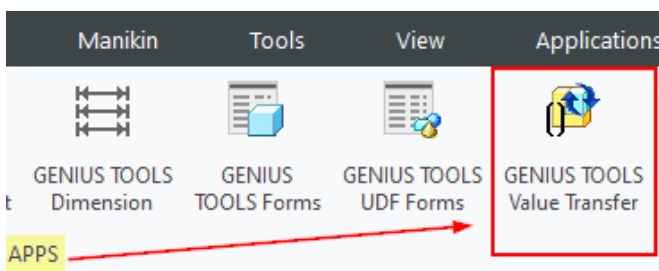 Manikin Tools View Applications
GENIUS TOOLS GENIUS GENIUS TOOLS GENIUS TOOLS
t Dimension TOOLS Forms UDF Forms Value Transfer
APPS